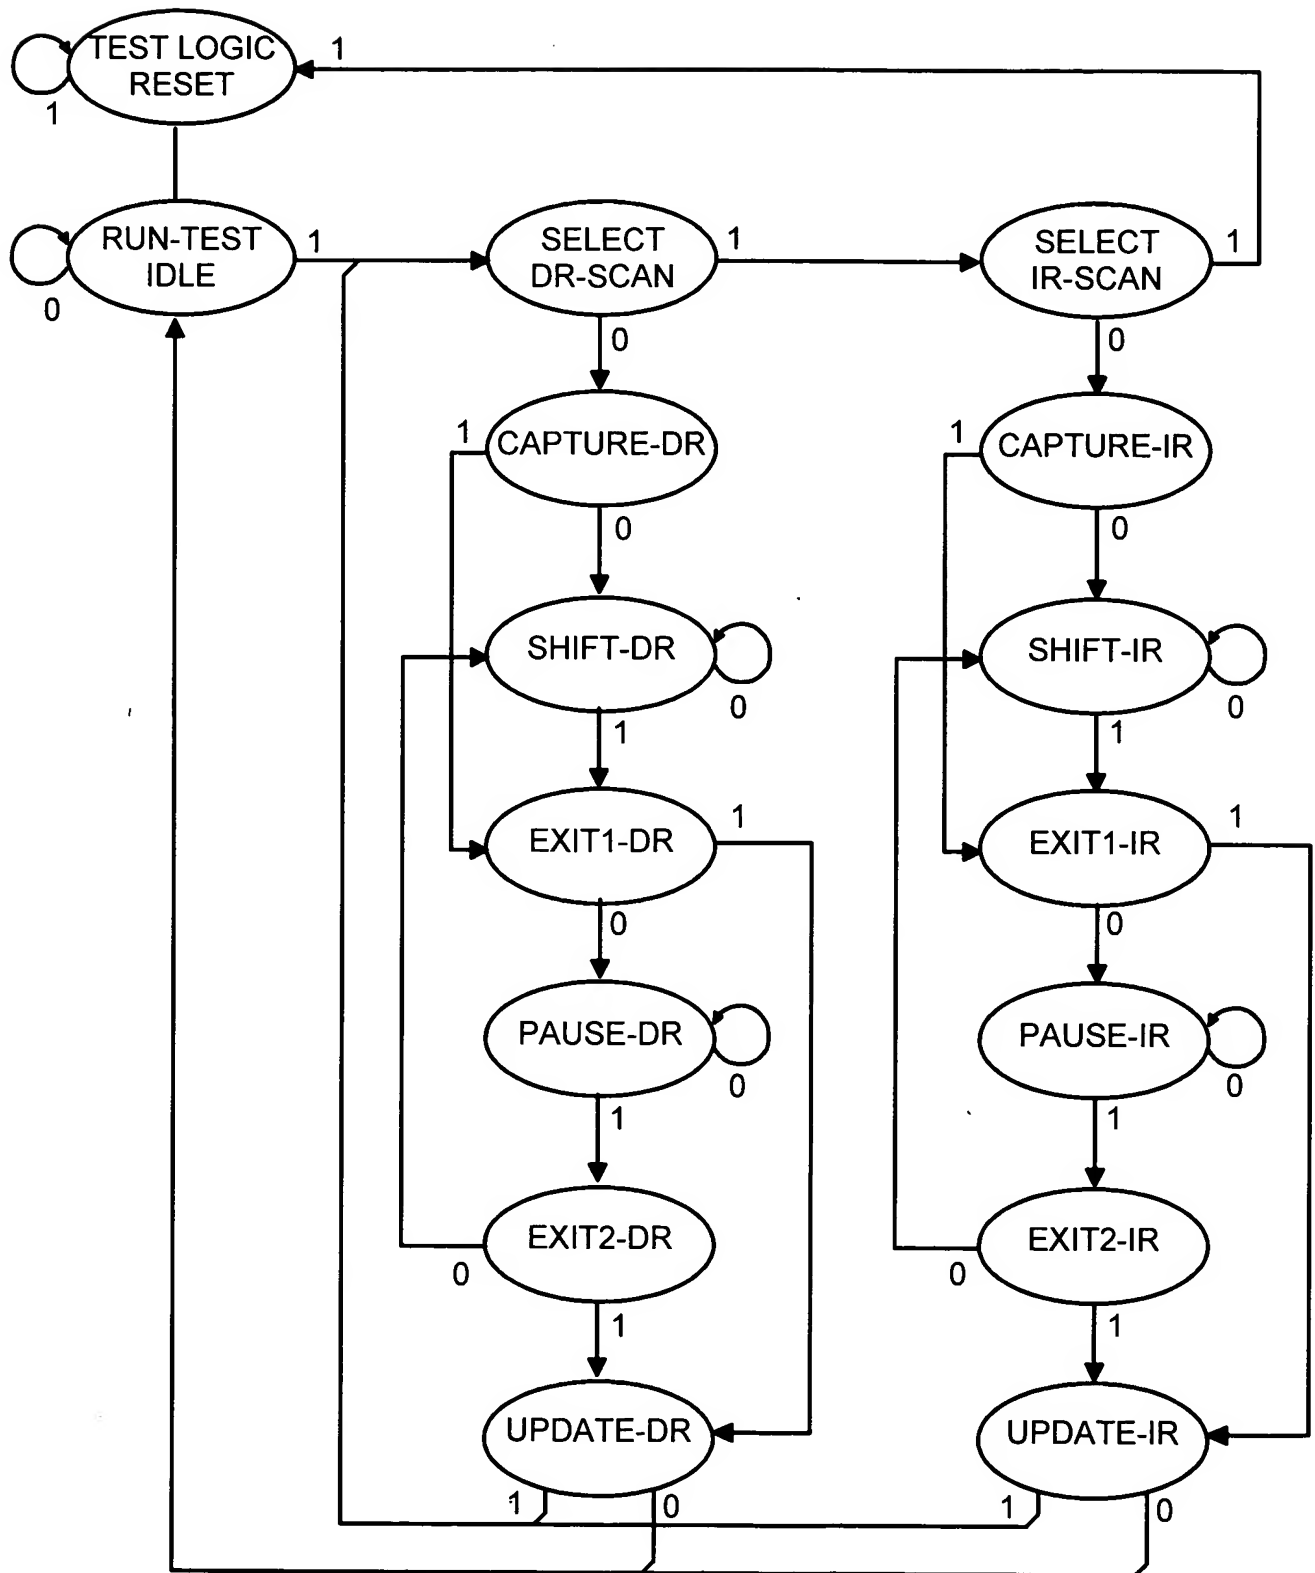 1
TEST LOGIC
RESET
1
RUN-TEST
IDLE
1
0
SELECT
DR-SCAN
1
SELECT
IR-SCAN
1
0
0
1
CAPTURE-DR
1
CAPTURE-IR
0
0
SHIFT-DR
SHIFT-IR
0
0
1
1
EXIT1-DR
1
EXIT1-IR
1
0
0
PAUSE-DR
PAUSE-IR
0
0
1
1
EXIT2-DR
EXIT2-IR
0
0
1
1
UPDATE-DR
UPDATE-IR
1
0
1
0